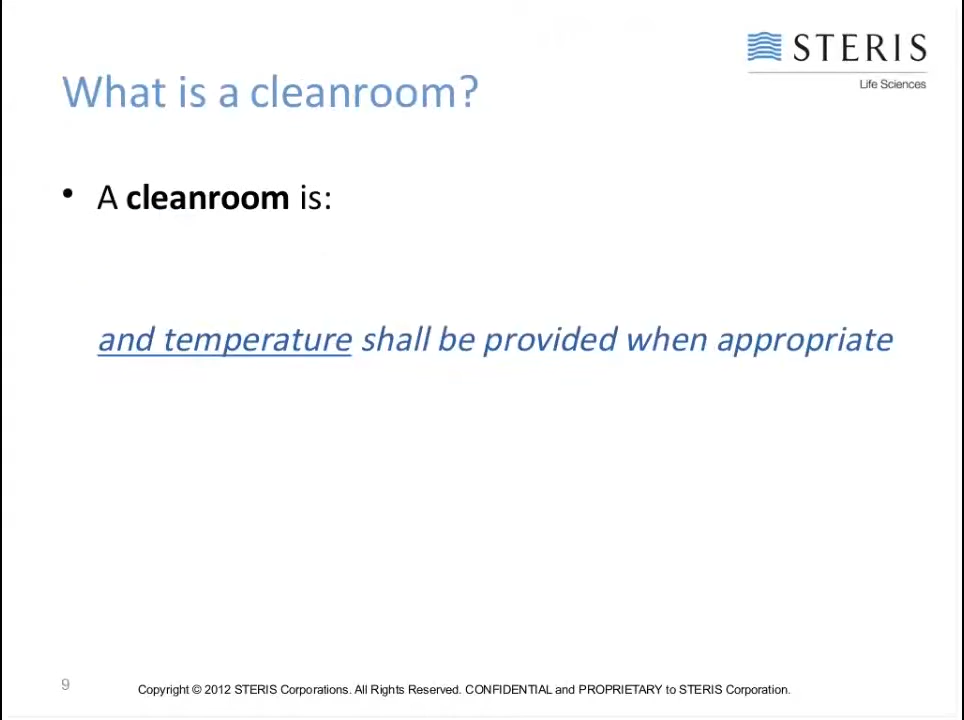 STERIS
Life Sciences
What is a cleanroom?
• A cleanroom is:
and temperature shall be provided when appropriate
9
Copyright © 2012 STERIS Corporations. All Rights Reserved. CONFIDENTIAL and PROPRIETARY to STERIS Corporation.